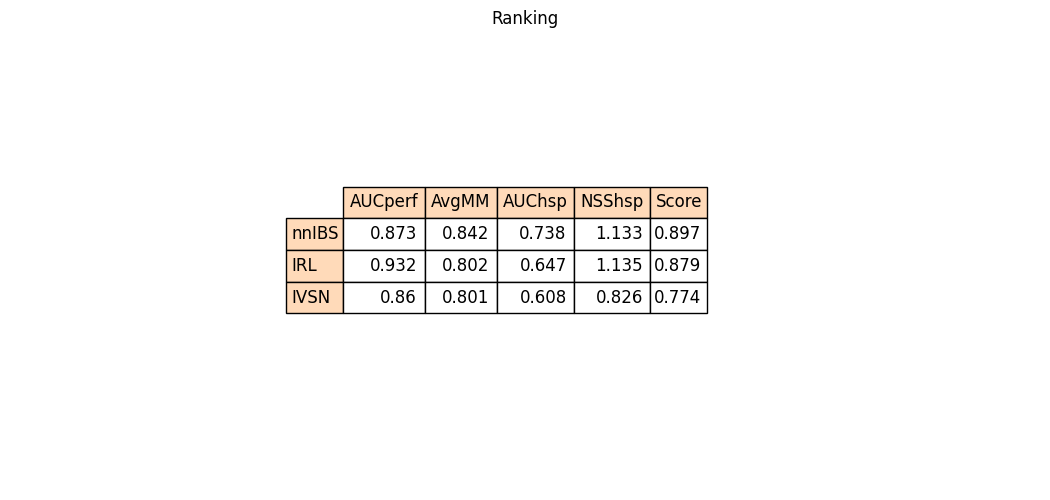 Ranking
AUCperf AvgMM AUChsp NSShsp Score
nnIBS 0.873 0.842 0.738 1.133 0.897
IRL 0.932 0.802 0.647 1.135 0.879
IVSN 0.86 0.801 0.608 0.826 0.774